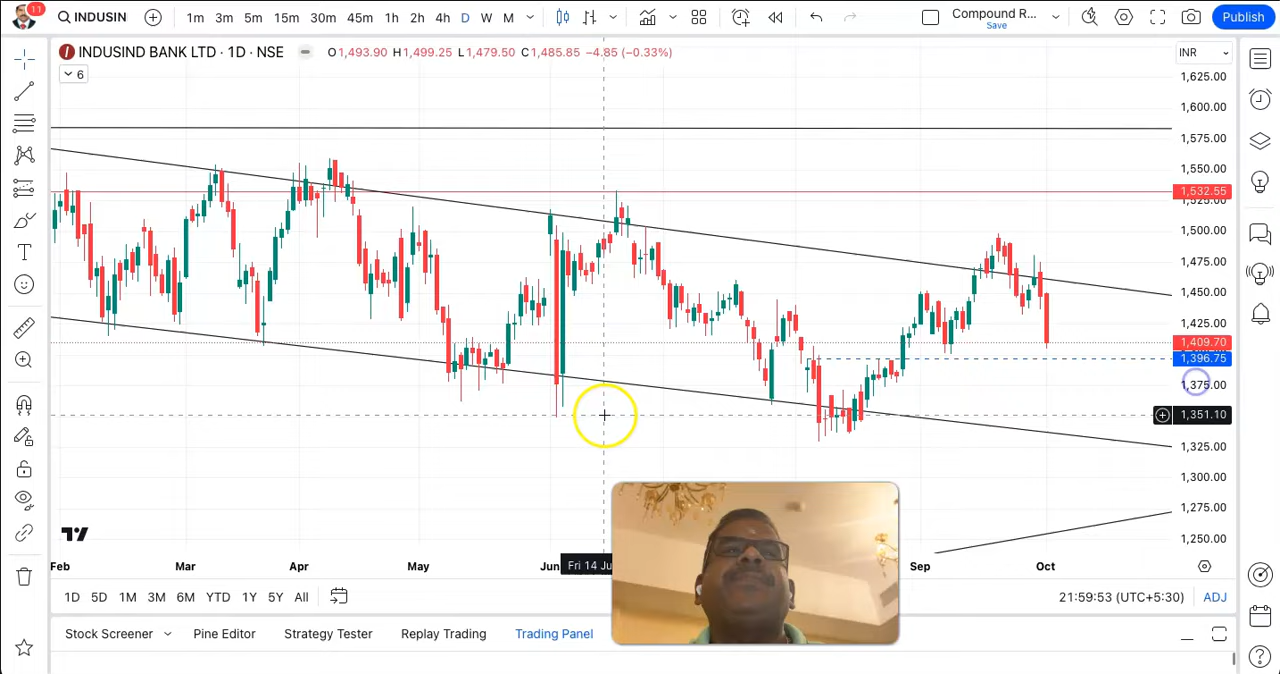 11
INDUSIN
1m 3m 5m 15m 30m 45m 1h 2h 4h D W M
Compound R...
Save
Publish
INDUSIND BANK LTD · 1D · NSE
O1,493.90 H1,499.25 L1,479.50 C1,485.85 −4.85 (−0.33%)
INR
6
1,625.00
1,600.00
1,575.00
1,550.00
1,532.55
1,525.00
1,500.00
1,475.00
1,450.00
1,425.00
1,409.70
1,396.75
1,375.00
1,351.10
1,325.00
1,300.00
1,275.00
1,250.00
Feb Mar Apr May Jun Fri 14 Ju Sep Oct
1D 5D 1M 3M 6M YTD 1Y 5Y All
21:59:53 (UTC+5:30) ADJ
Stock Screener Pine Editor Strategy Tester Replay Trading Trading Panel